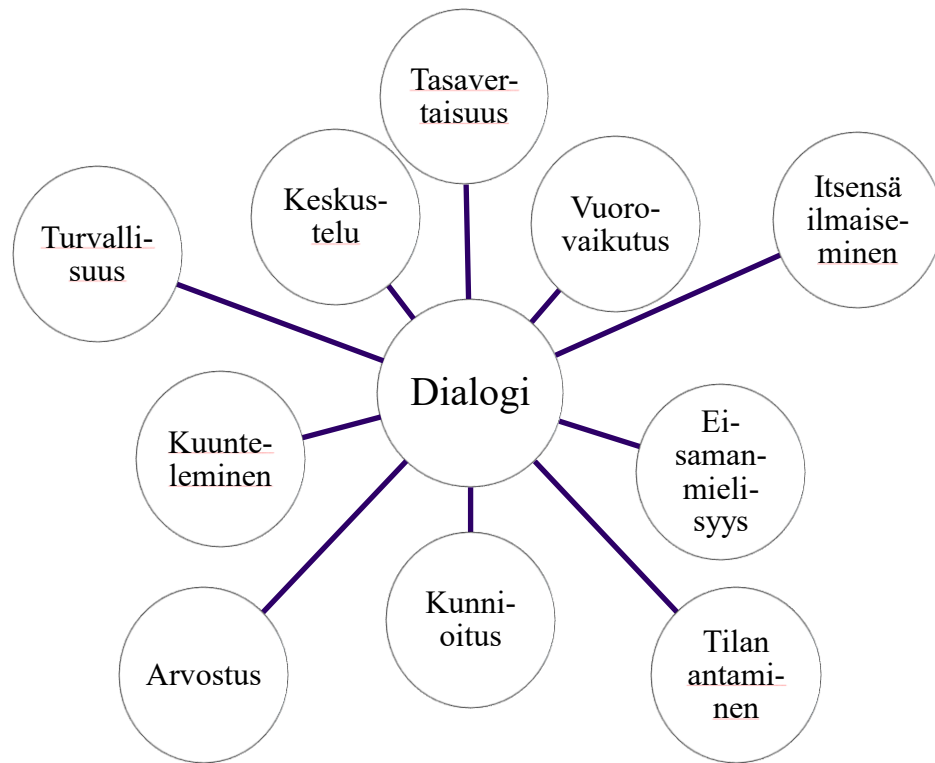 Tasaver-
taisuus
Keskus-
telu
Vuoro-
vaikutus
Itsensä
ilmaise-
minen
Turvalli-
suus
Dialogi
Kuunte-
leminen
Ei-
saman-
mieli-
syys
Arvostus
Kunni-
oitus
Tilan
antami-
nen